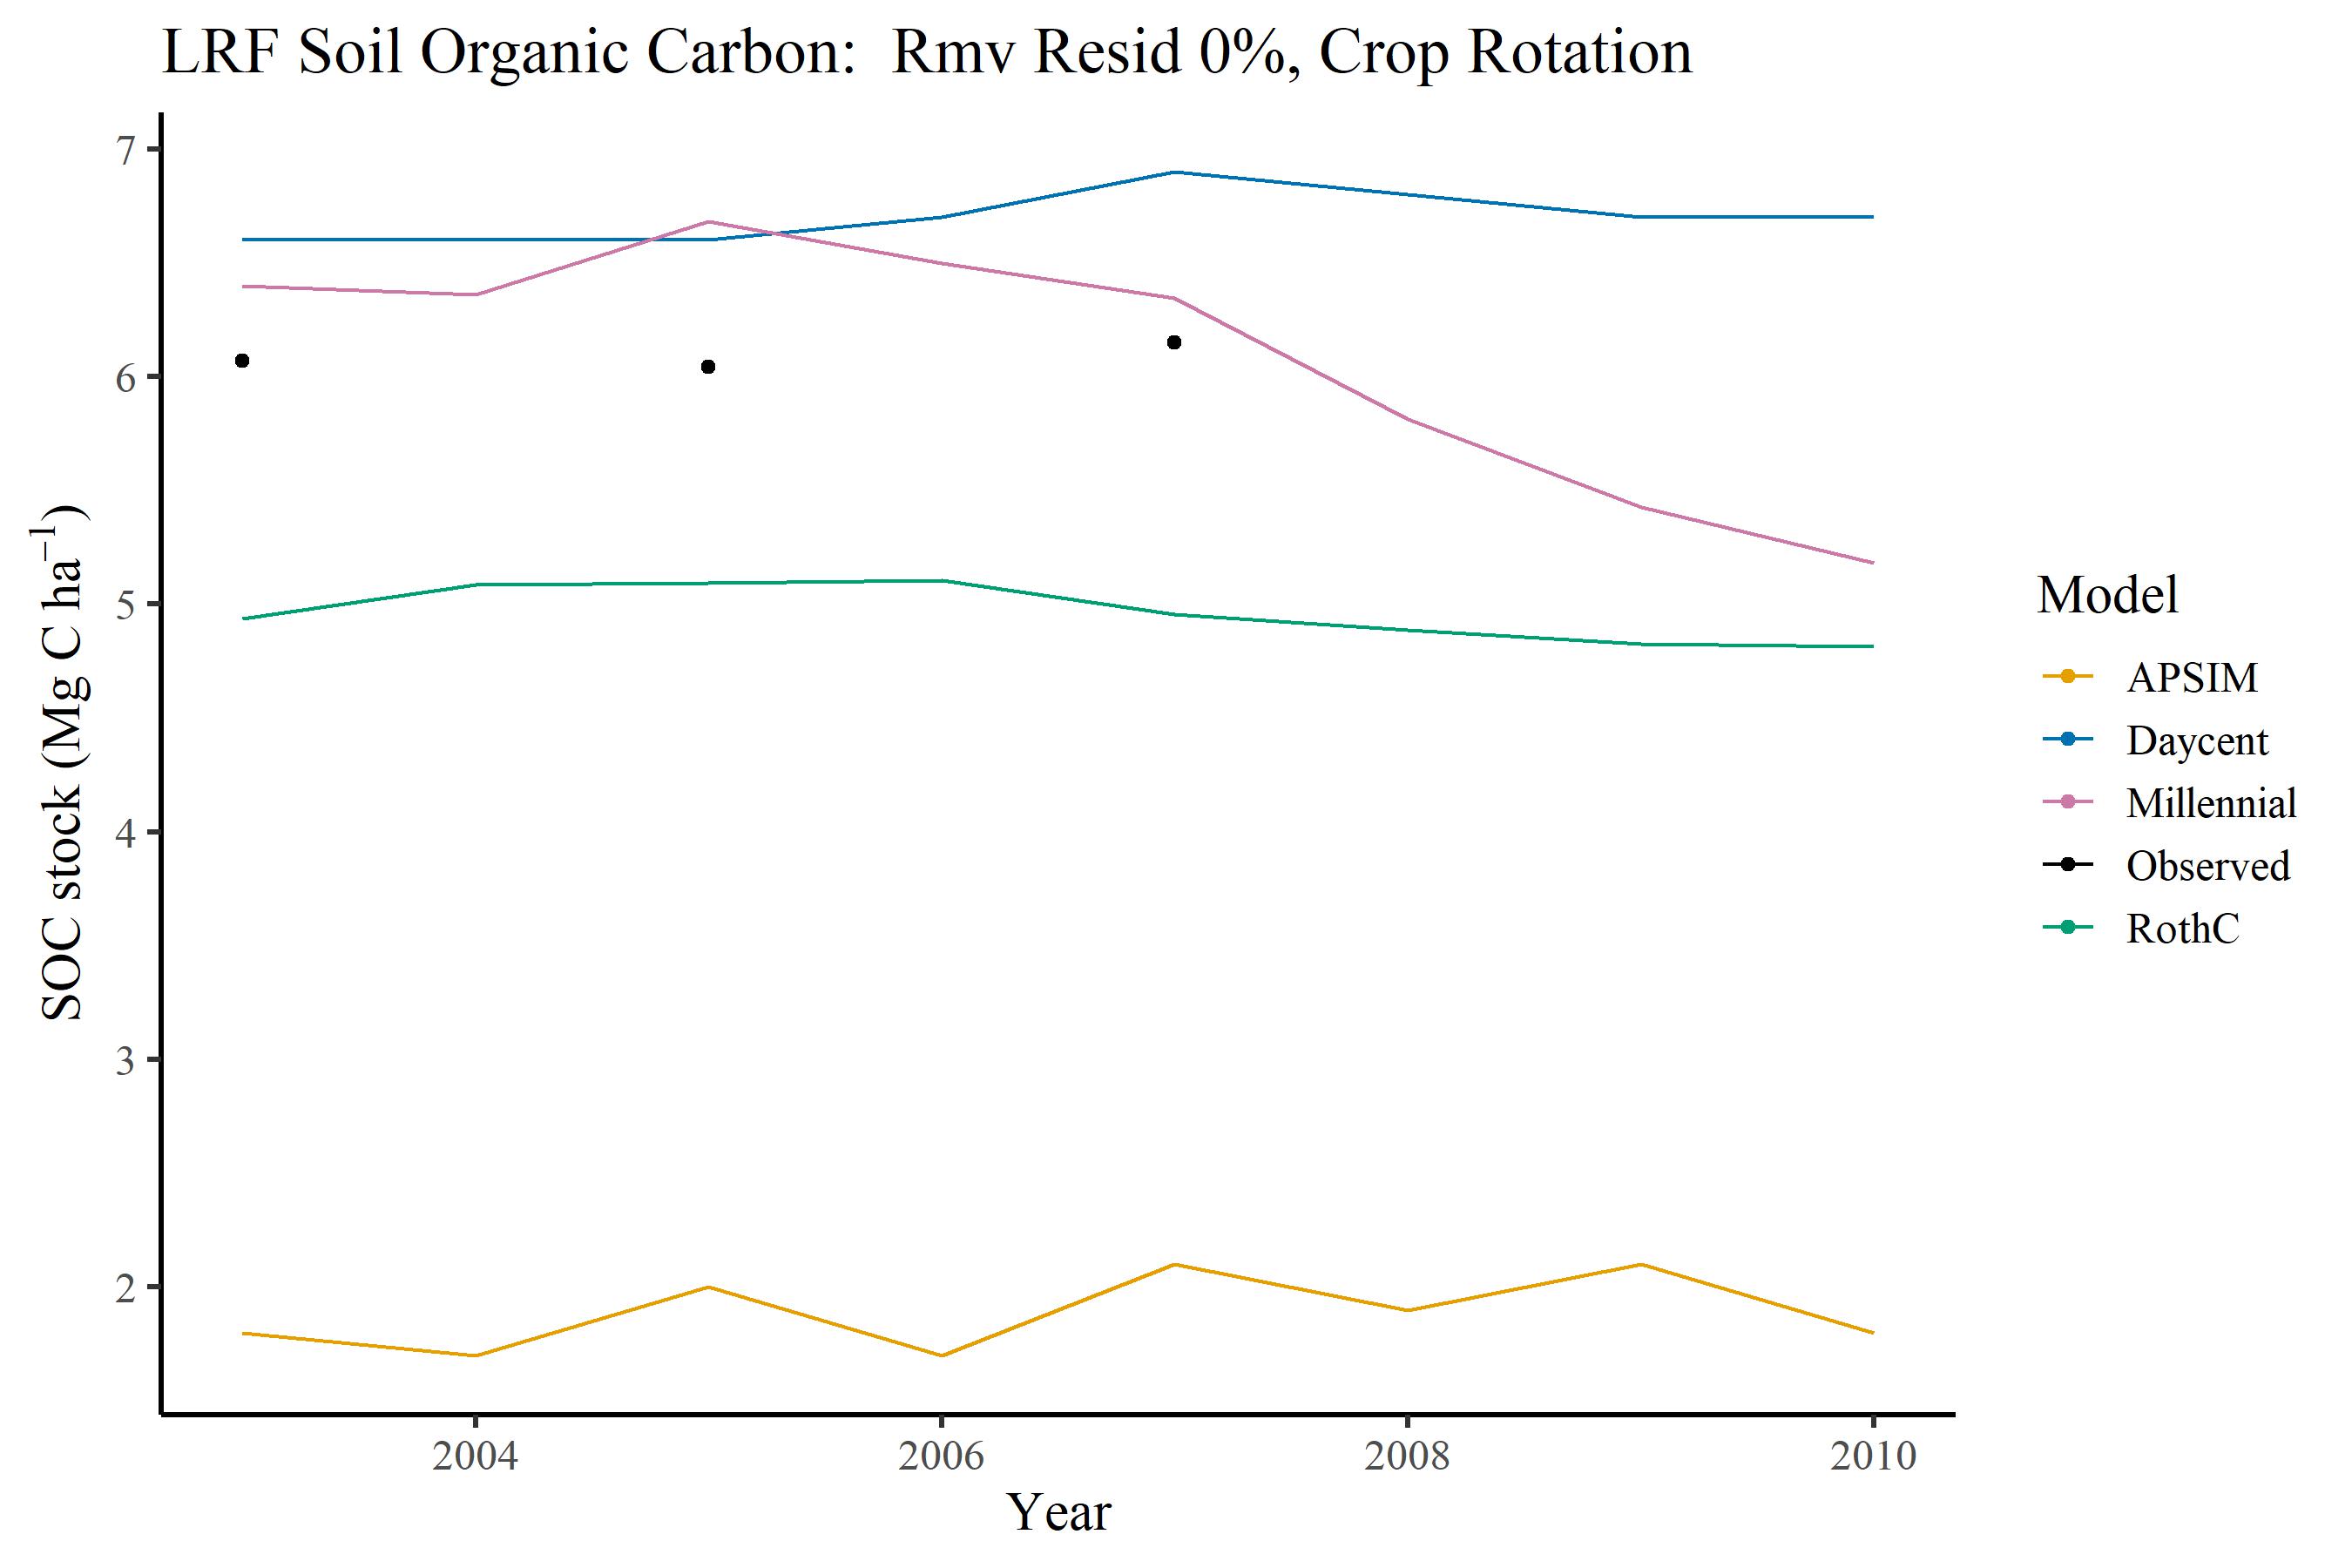 LRF Soil Organic Carbon:  Rmv Resid 0%, Crop Rotation
SOC stock (Mg C ha⁻¹)
7
6
5
4
3
2
2004 2006 2008 2010
Year
Model
APSIM
Daycent
Millennial
Observed
RothC